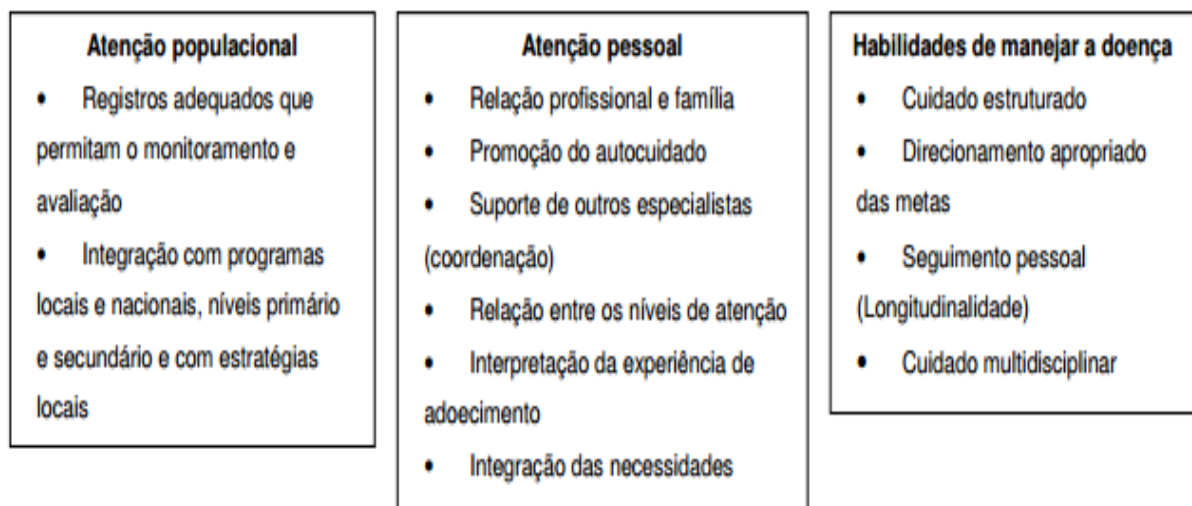 Atenção populacional
• Registros adequados que
permitam o monitoramento e
avaliação
• Integração com programas
locais e nacionais, níveis primário
e secundário e com estratégias
locais
Atenção pessoal
• Relação profissional e família
• Promoção do autocuidado
• Suporte de outros especialistas
(coordenação)
• Relação entre os níveis de atenção
• Interpretação da experiência de
adoecimento
• Integração das necessidades
Habilidades de manejar a doença
• Cuidado estruturado
• Direcionamento apropriado
das metas
• Seguimento pessoal
(Longitudinalidade)
• Cuidado multidisciplinar